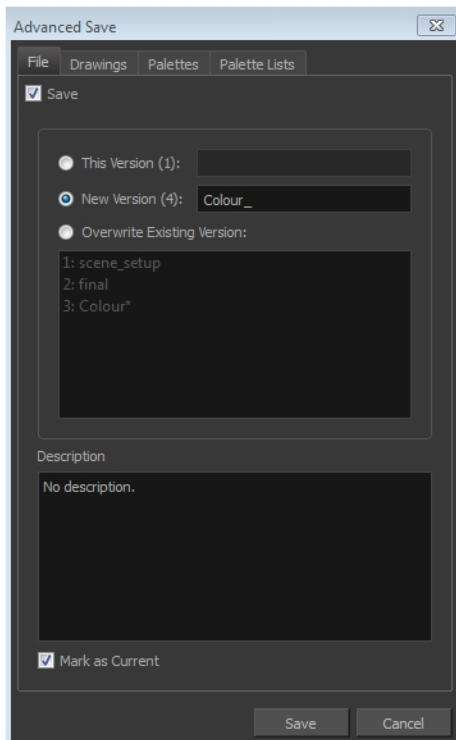 Advanced Save
File Drawings Palettes Palette Lists
Save
This Version (1):
New Version (4): Colour_
Overwrite Existing Version:
1: scene_setup
2: final
3: Colour*
Description
No description.
Mark as Current
Save Cancel